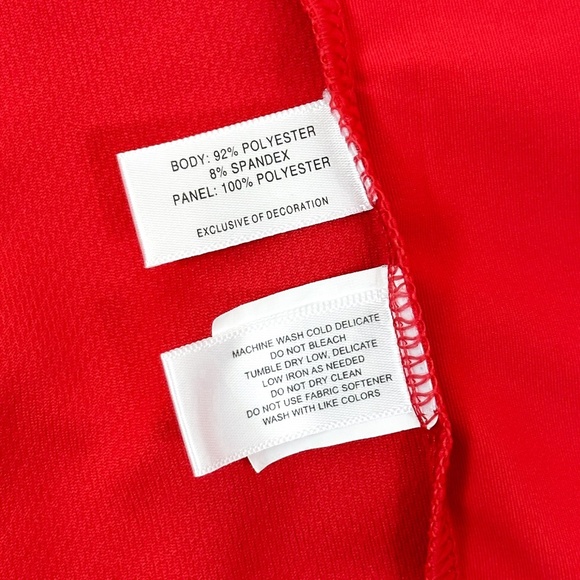 BODY: 92% POLYESTER
8% SPANDEX
PANEL: 100% POLYESTER
EXCLUSIVE OF DECORATION
MACHINE WASH COLD DELICATE
DO NOT BLEACH
TUMBLE DRY LOW, DELICATE
LOW IRON AS NEEDED
DO NOT DRY CLEAN
DO NOT USE FABRIC SOFTENER
WASH WITH LIKE COLORS